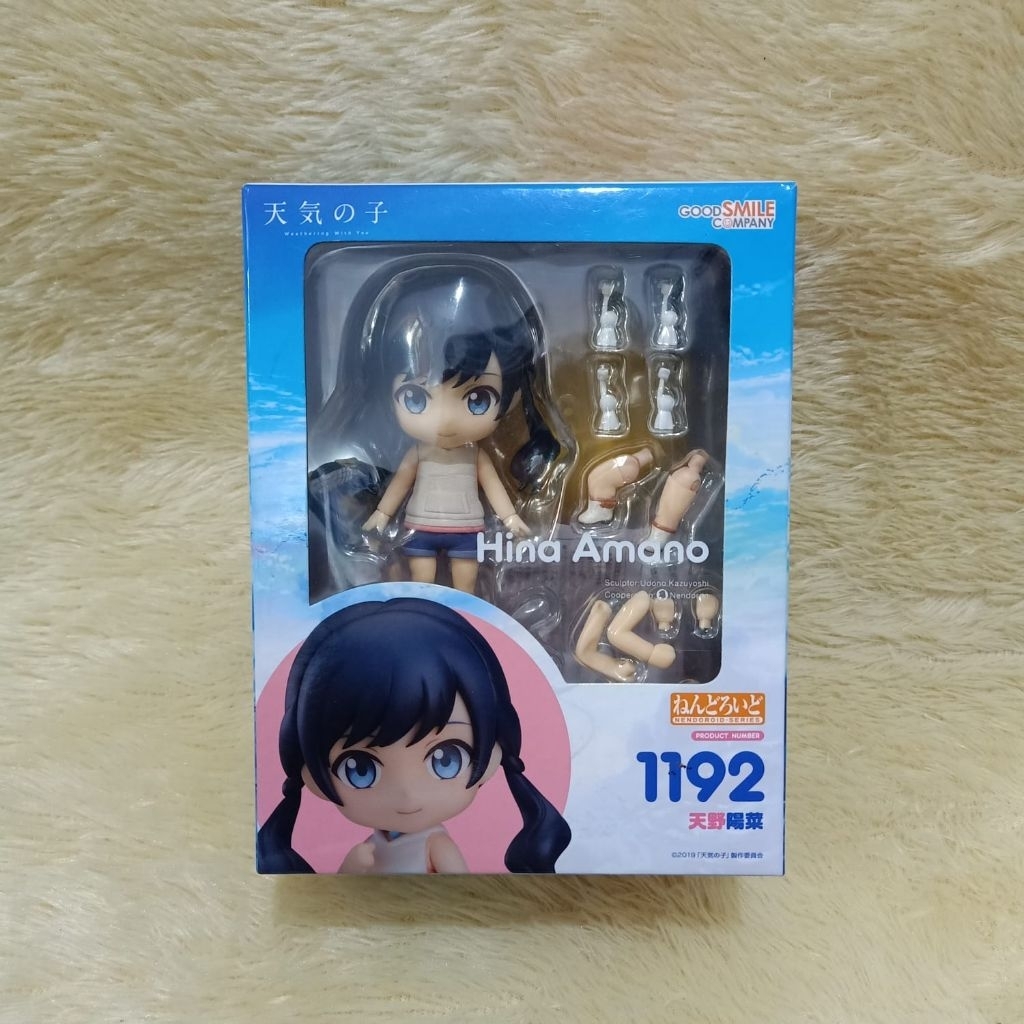 天気の子
Weathering With You
GOOD SMILE
COMPANY
Hina Amano
Sculptor:Udono Kazuyoshi
Nendoron
ねんどろいど
NENDOROID-SERIES
PRODUCT NUMBER
1192
天野陽菜
©2019「天気の子」製作委員会